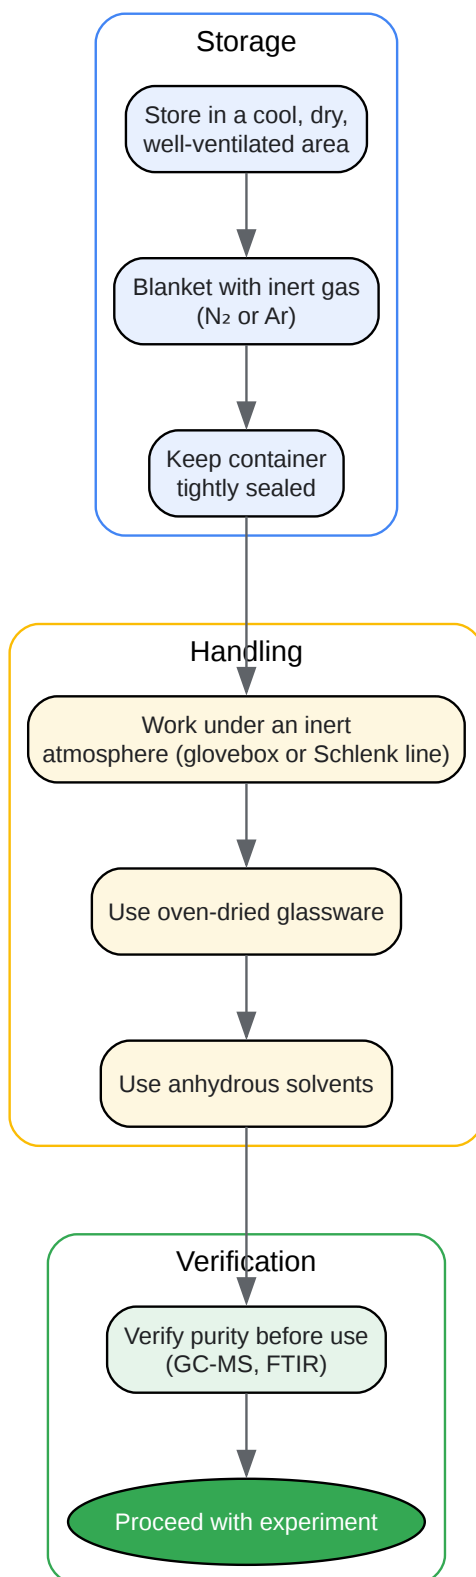 Storage
Store in a cool, dry,
well-ventilated area
Blanket with inert gas
(N₂ or Ar)
Keep container
tightly sealed
Handling
Work under an inert
atmosphere (glovebox or Schlenk line)
Use oven-dried glassware
Use anhydrous solvents
Verification
Verify purity before use
(GC-MS, FTIR)
Proceed with experiment